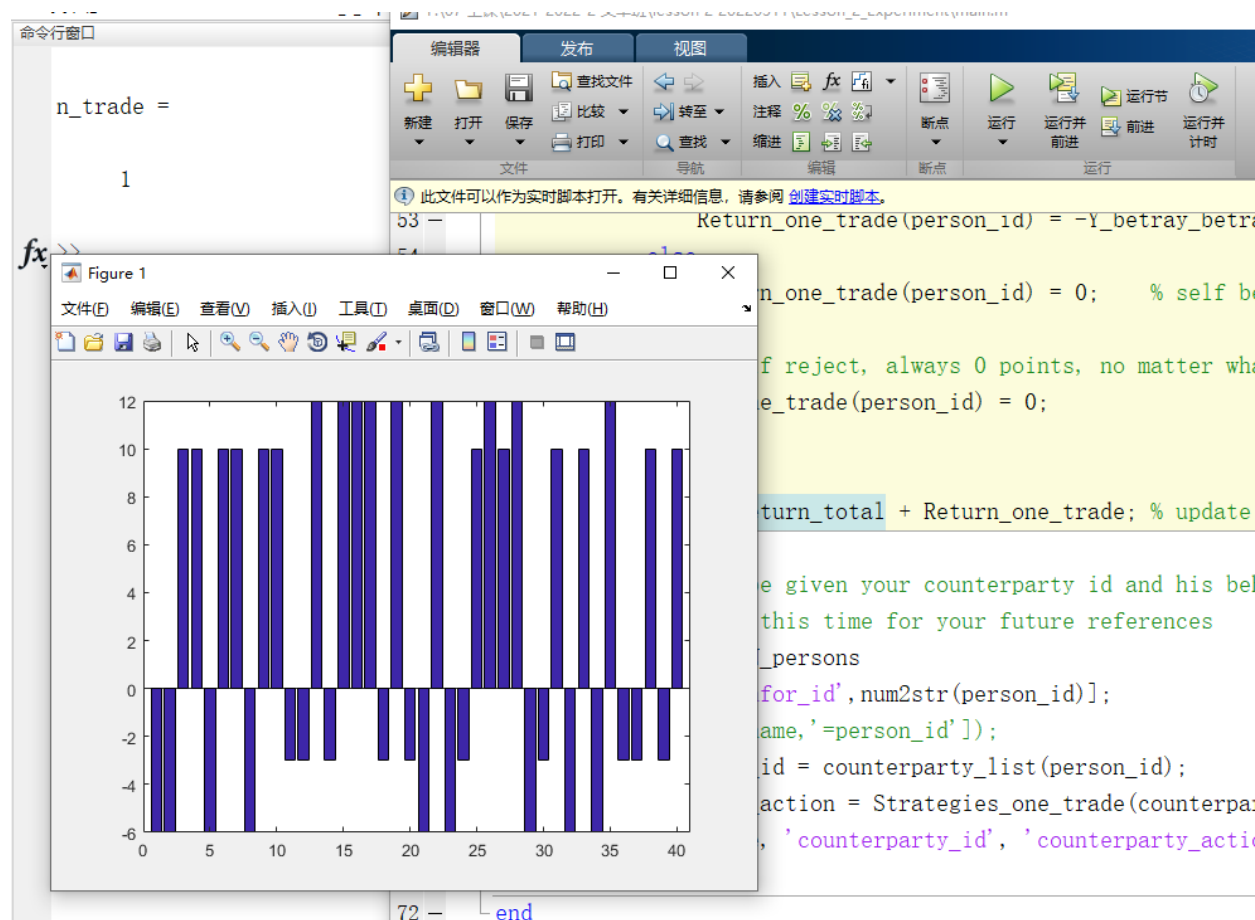 命令行窗口
n_trade =
1
fx >>
编辑器 发布 视图
新建 打开 保存 查找文件 比较 打印
文件
转至 查找
导航
插入 fx
注释
缩进
编辑
断点
断点
运行 运行并前进 运行节 前进 运行并计时
运行
此文件可以作为实时脚本打开。有关详细信息，请参阅 创建实时脚本。
53 – Return_one_trade(person_id) = -Y_betray_betra
n_one_trade(person_id) = 0; % self be
f reject, always 0 points, no matter wha
e_trade(person_id) = 0;
turn_total + Return_one_trade; % update
e given your counterparty id and his be
this time for your future references
_persons
for_id',num2str(person_id)];
ame,'=person_id']);
id = counterparty_list(person_id);
action = Strategies_one_trade(counterpa
, 'counterparty_id', 'counterparty_actio
72 – end
Figure 1
文件(F) 编辑(E) 查看(V) 插入(I) 工具(T) 桌面(D) 窗口(W) 帮助(H)
12
10
8
6
4
2
0
-2
-4
-6
0 5 10 15 20 25 30 35 40